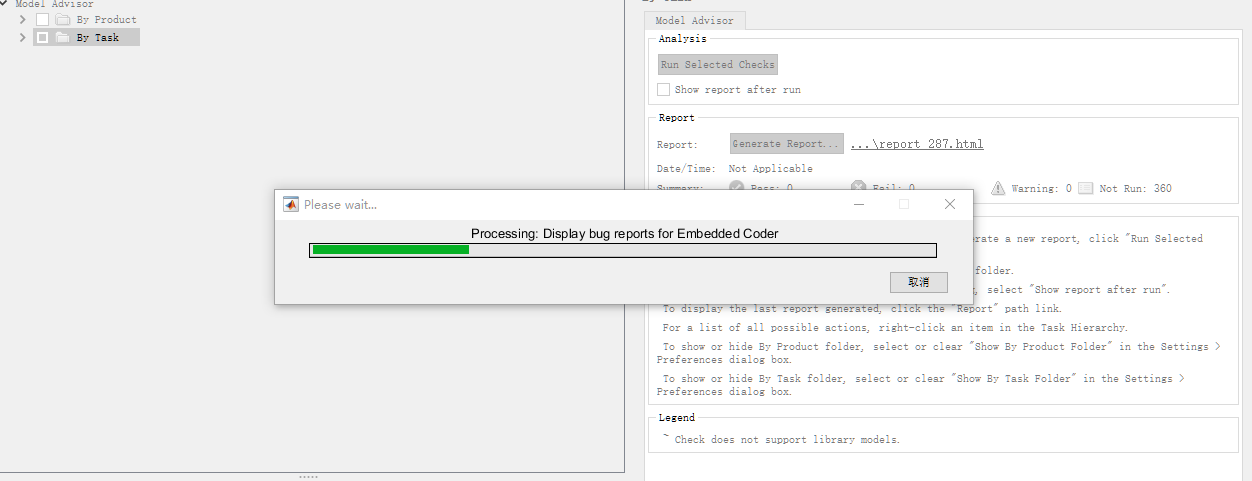 Model Advisor
By Product
By Task
Model Advisor
Analysis
Run Selected Checks
Show report after run
Report
Report: Generate Report... ...\report_287.html
Date/Time: Not Applicable
Summary: Pass: 0 Fail: 0 Warning: 0 Not Run: 360
Please wait...
Processing: Display bug reports for Embedded Coder
取消
erate a new report, click "Run Selected
folder.
, select "Show report after run".
To display the last report generated, click the "Report" path link.
For a list of all possible actions, right-click an item in the Task Hierarchy.
To show or hide By Product folder, select or clear "Show By Product Folder" in the Settings >
Preferences dialog box.
To show or hide By Task folder, select or clear "Show By Task Folder" in the Settings >
Preferences dialog box.
Legend
~ Check does not support library models.